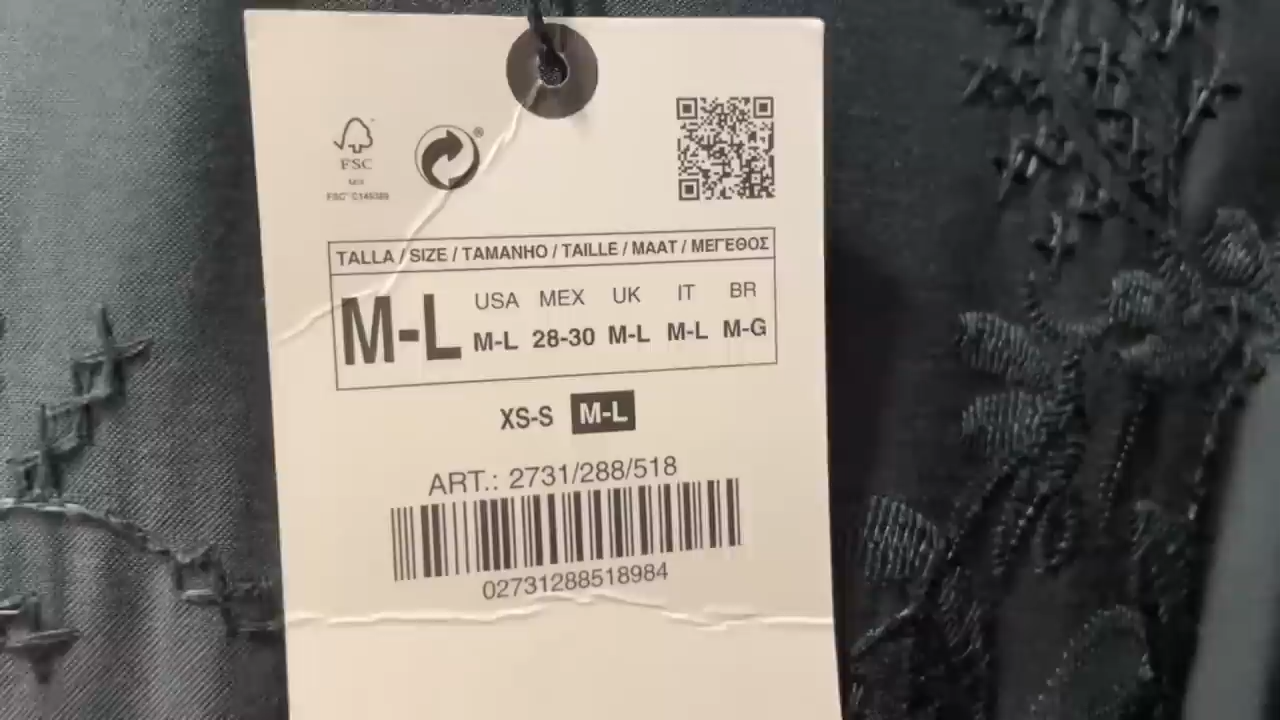 FSC
MIX
TALLA / SIZE / TAMANHO / TAILLE / MAAT / ΜΕΓΕΘΟΣ
M-L
USA MEX UK IT BR
M-L 28-30 M-L M-L M-G
XS-S M-L
ART.: 2731/288/518
02731288518984